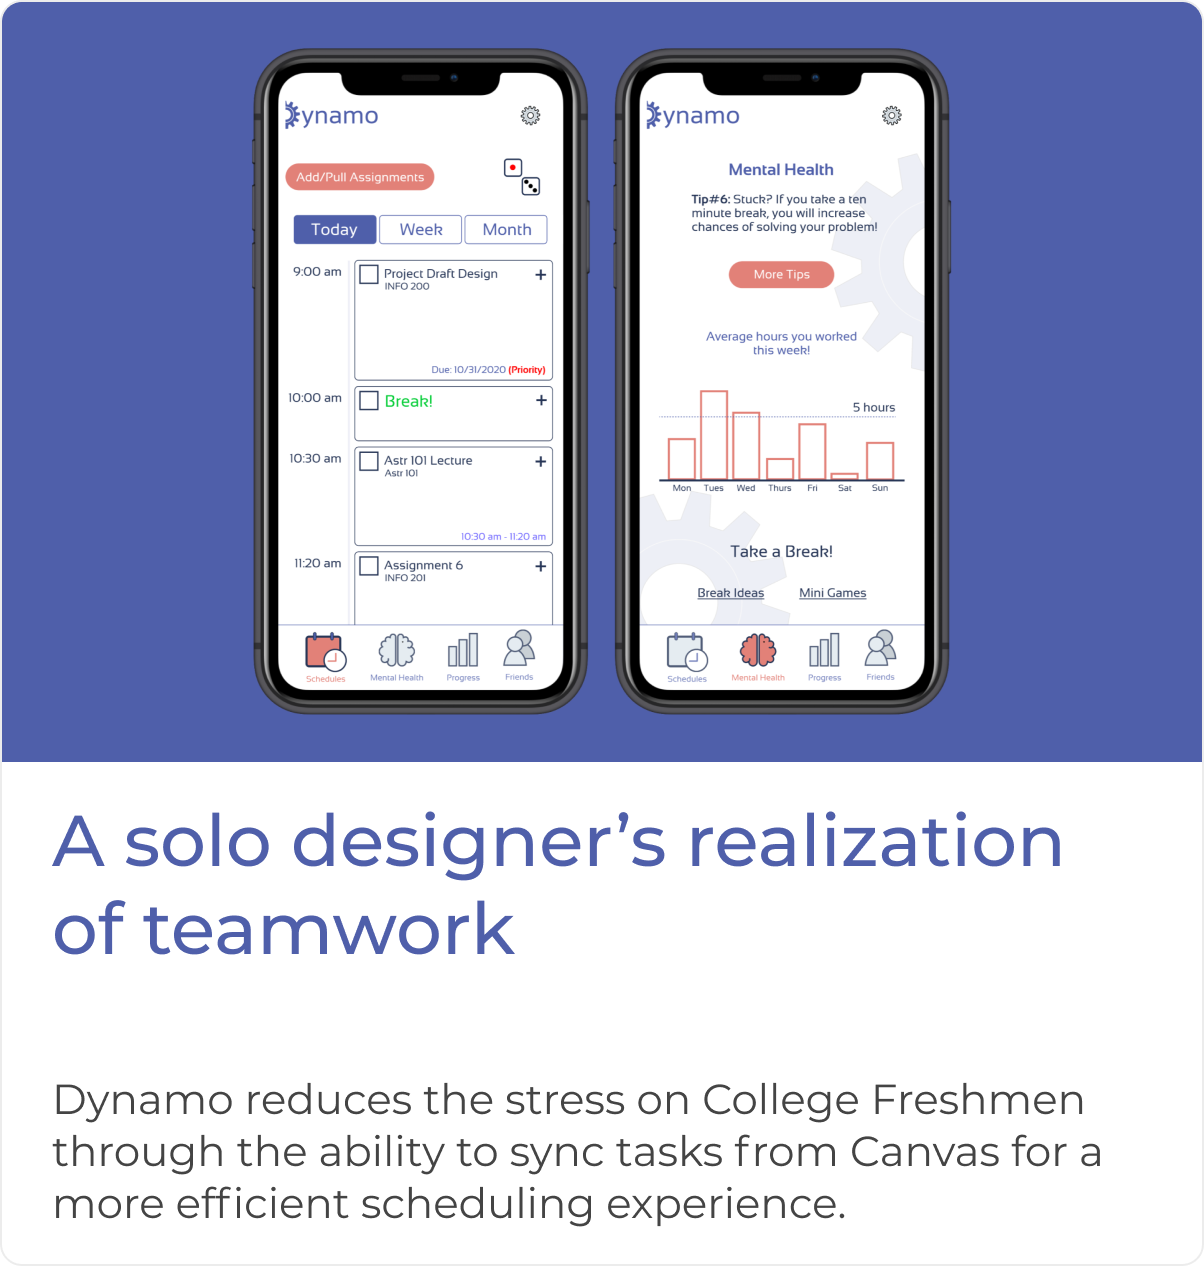 Dynamo
Add/Pull Assignments
Today Week Month
9:00 am
Project Draft Design
INFO 200
Due: 10/31/2020 (Priority)
10:00 am
Break!
10:30 am
Astr 101 Lecture
Astr 101
10:30 am - 11:20 am
11:20 am
Assignment 6
INFO 201
Schedules Mental Health Progress Friends
Dynamo
Mental Health
Tip#6: Stuck? If you take a ten
minute break, you will increase
chances of solving your problem!
More Tips
Average hours you worked
this week!
5 hours
Mon Tues Wed Thurs Fri Sat Sun
Take a Break!
Break Ideas Mini Games
Schedules Mental Health Progress Friends
A solo designer’s realization
of teamwork
Dynamo reduces the stress on College Freshmen
through the ability to sync tasks from Canvas for a
more efficient scheduling experience.